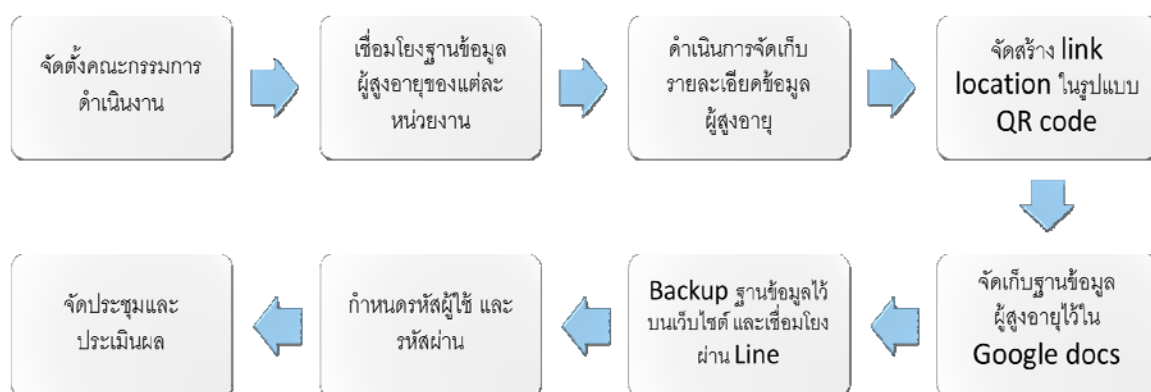 จัดตั้งคณะกรรมการ
ดำเนินงาน
เชื่อมโยงฐานข้อมูล
ผู้สูงอายุของแต่ละ
หน่วยงาน
ดำเนินการจัดเก็บ
รายละเอียดข้อมูล
ผู้สูงอายุ
จัดสร้าง link
location ในรูปแบบ
QR code
จัดเก็บฐานข้อมูล
ผู้สูงอายุไว้ใน
Google docs
Backup ฐานข้อมูลไว้
บนเว็บไซต์ และเชื่อมโยง
ผ่าน Line
กำหนดรหัสผู้ใช้ และ
รหัสผ่าน
จัดประชุมและ
ประเมินผล